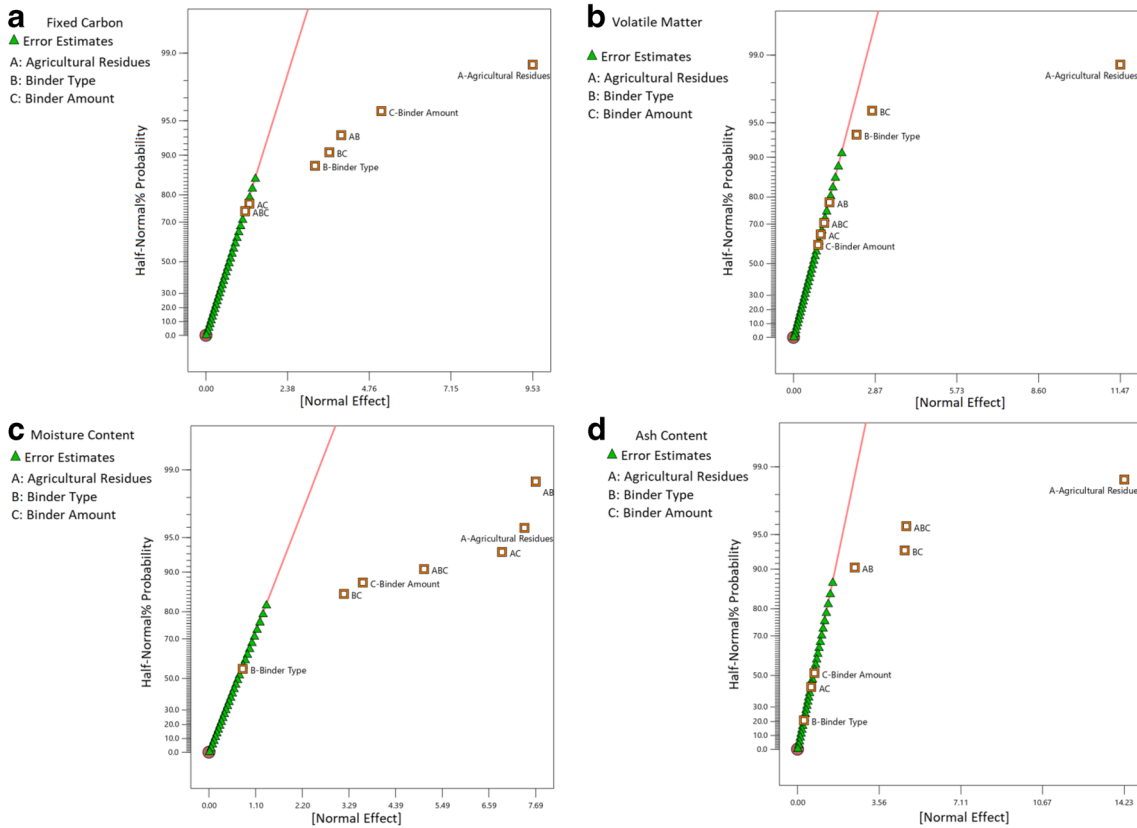 a
Fixed Carbon
Error Estimates
A: Agricultural Residues
B: Binder Type
C: Binder Amount
Half-Normal% Probability
99.0
95.0
90.0
80.0
70.0
50.0
30.0
20.0
10.0
0.0
A-Agricultural Residues
C-Binder Amount
AB
BC
B-Binder Type
AC
ABC
0.00 2.38 4.76 7.15 9.53
[Normal Effect]
b
Volatile Matter
Error Estimates
A: Agricultural Residues
B: Binder Type
C: Binder Amount
Half-Normal% Probability
99.0
95.0
90.0
80.0
70.0
50.0
30.0
20.0
10.0
0.0
A-Agricultural Residues
BC
B-Binder Type
AB
ABC
AC
C-Binder Amount
0.00 2.87 5.73 8.60 11.47
[Normal Effect]
c
Moisture Content
Error Estimates
A: Agricultural Residues
B: Binder Type
C: Binder Amount
Half-Normal% Probability
99.0
95.0
90.0
80.0
70.0
50.0
30.0
20.0
10.0
0.0
AB
A-Agricultural Residues
AC
ABC
C-Binder Amount
BC
B-Binder Type
0.00 1.10 2.20 3.29 4.39 5.49 6.59 7.69
[Normal Effect]
d
Ash Content
Error Estimates
A: Agricultural Residues
B: Binder Type
C: Binder Amount
Half-Normal% Probability
99.0
95.0
90.0
80.0
70.0
50.0
30.0
20.0
10.0
0.0
A-Agricultural Residues
ABC
BC
AB
C-Binder Amount
AC
B-Binder Type
0.00 3.56 7.11 10.67 14.23
[Normal Effect]